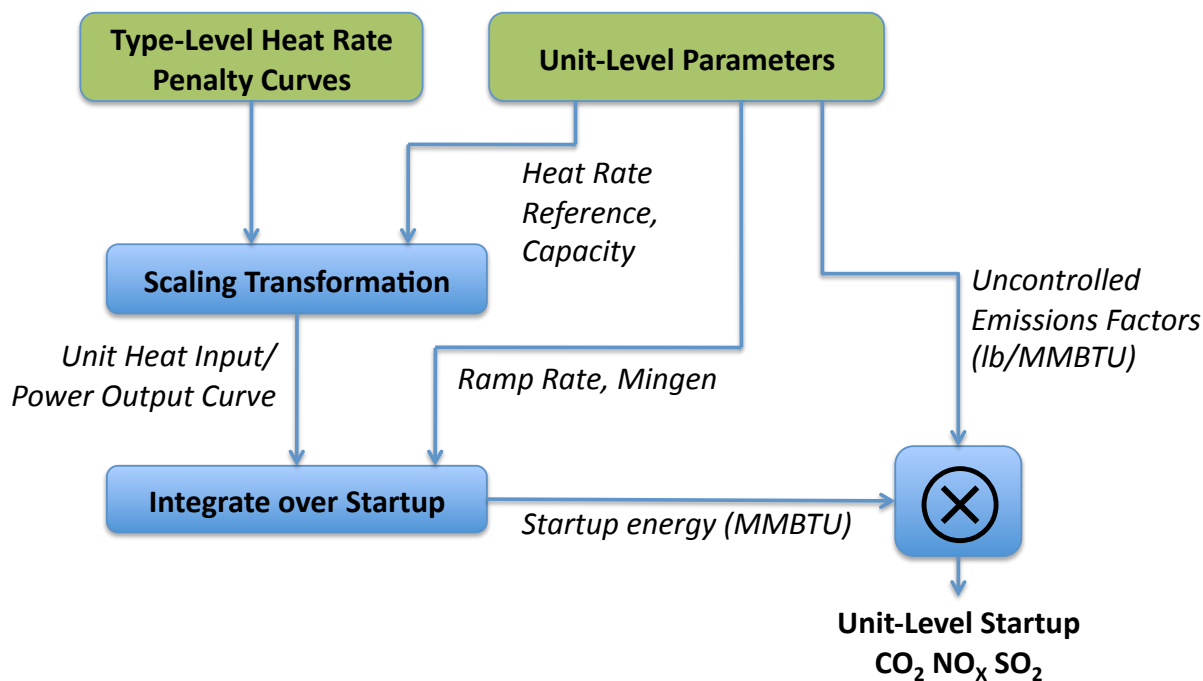 Type-Level Heat Rate
Penalty Curves
Unit-Level Parameters
Heat Rate
Reference,
Capacity
Scaling Transformation
Uncontrolled
Emissions Factors
(lb/MMBTU)
Unit Heat Input/
Power Output Curve
Ramp Rate, Mingen
Integrate over Startup
Startup energy (MMBTU)
Unit-Level Startup
CO₂ NOₓ SO₂